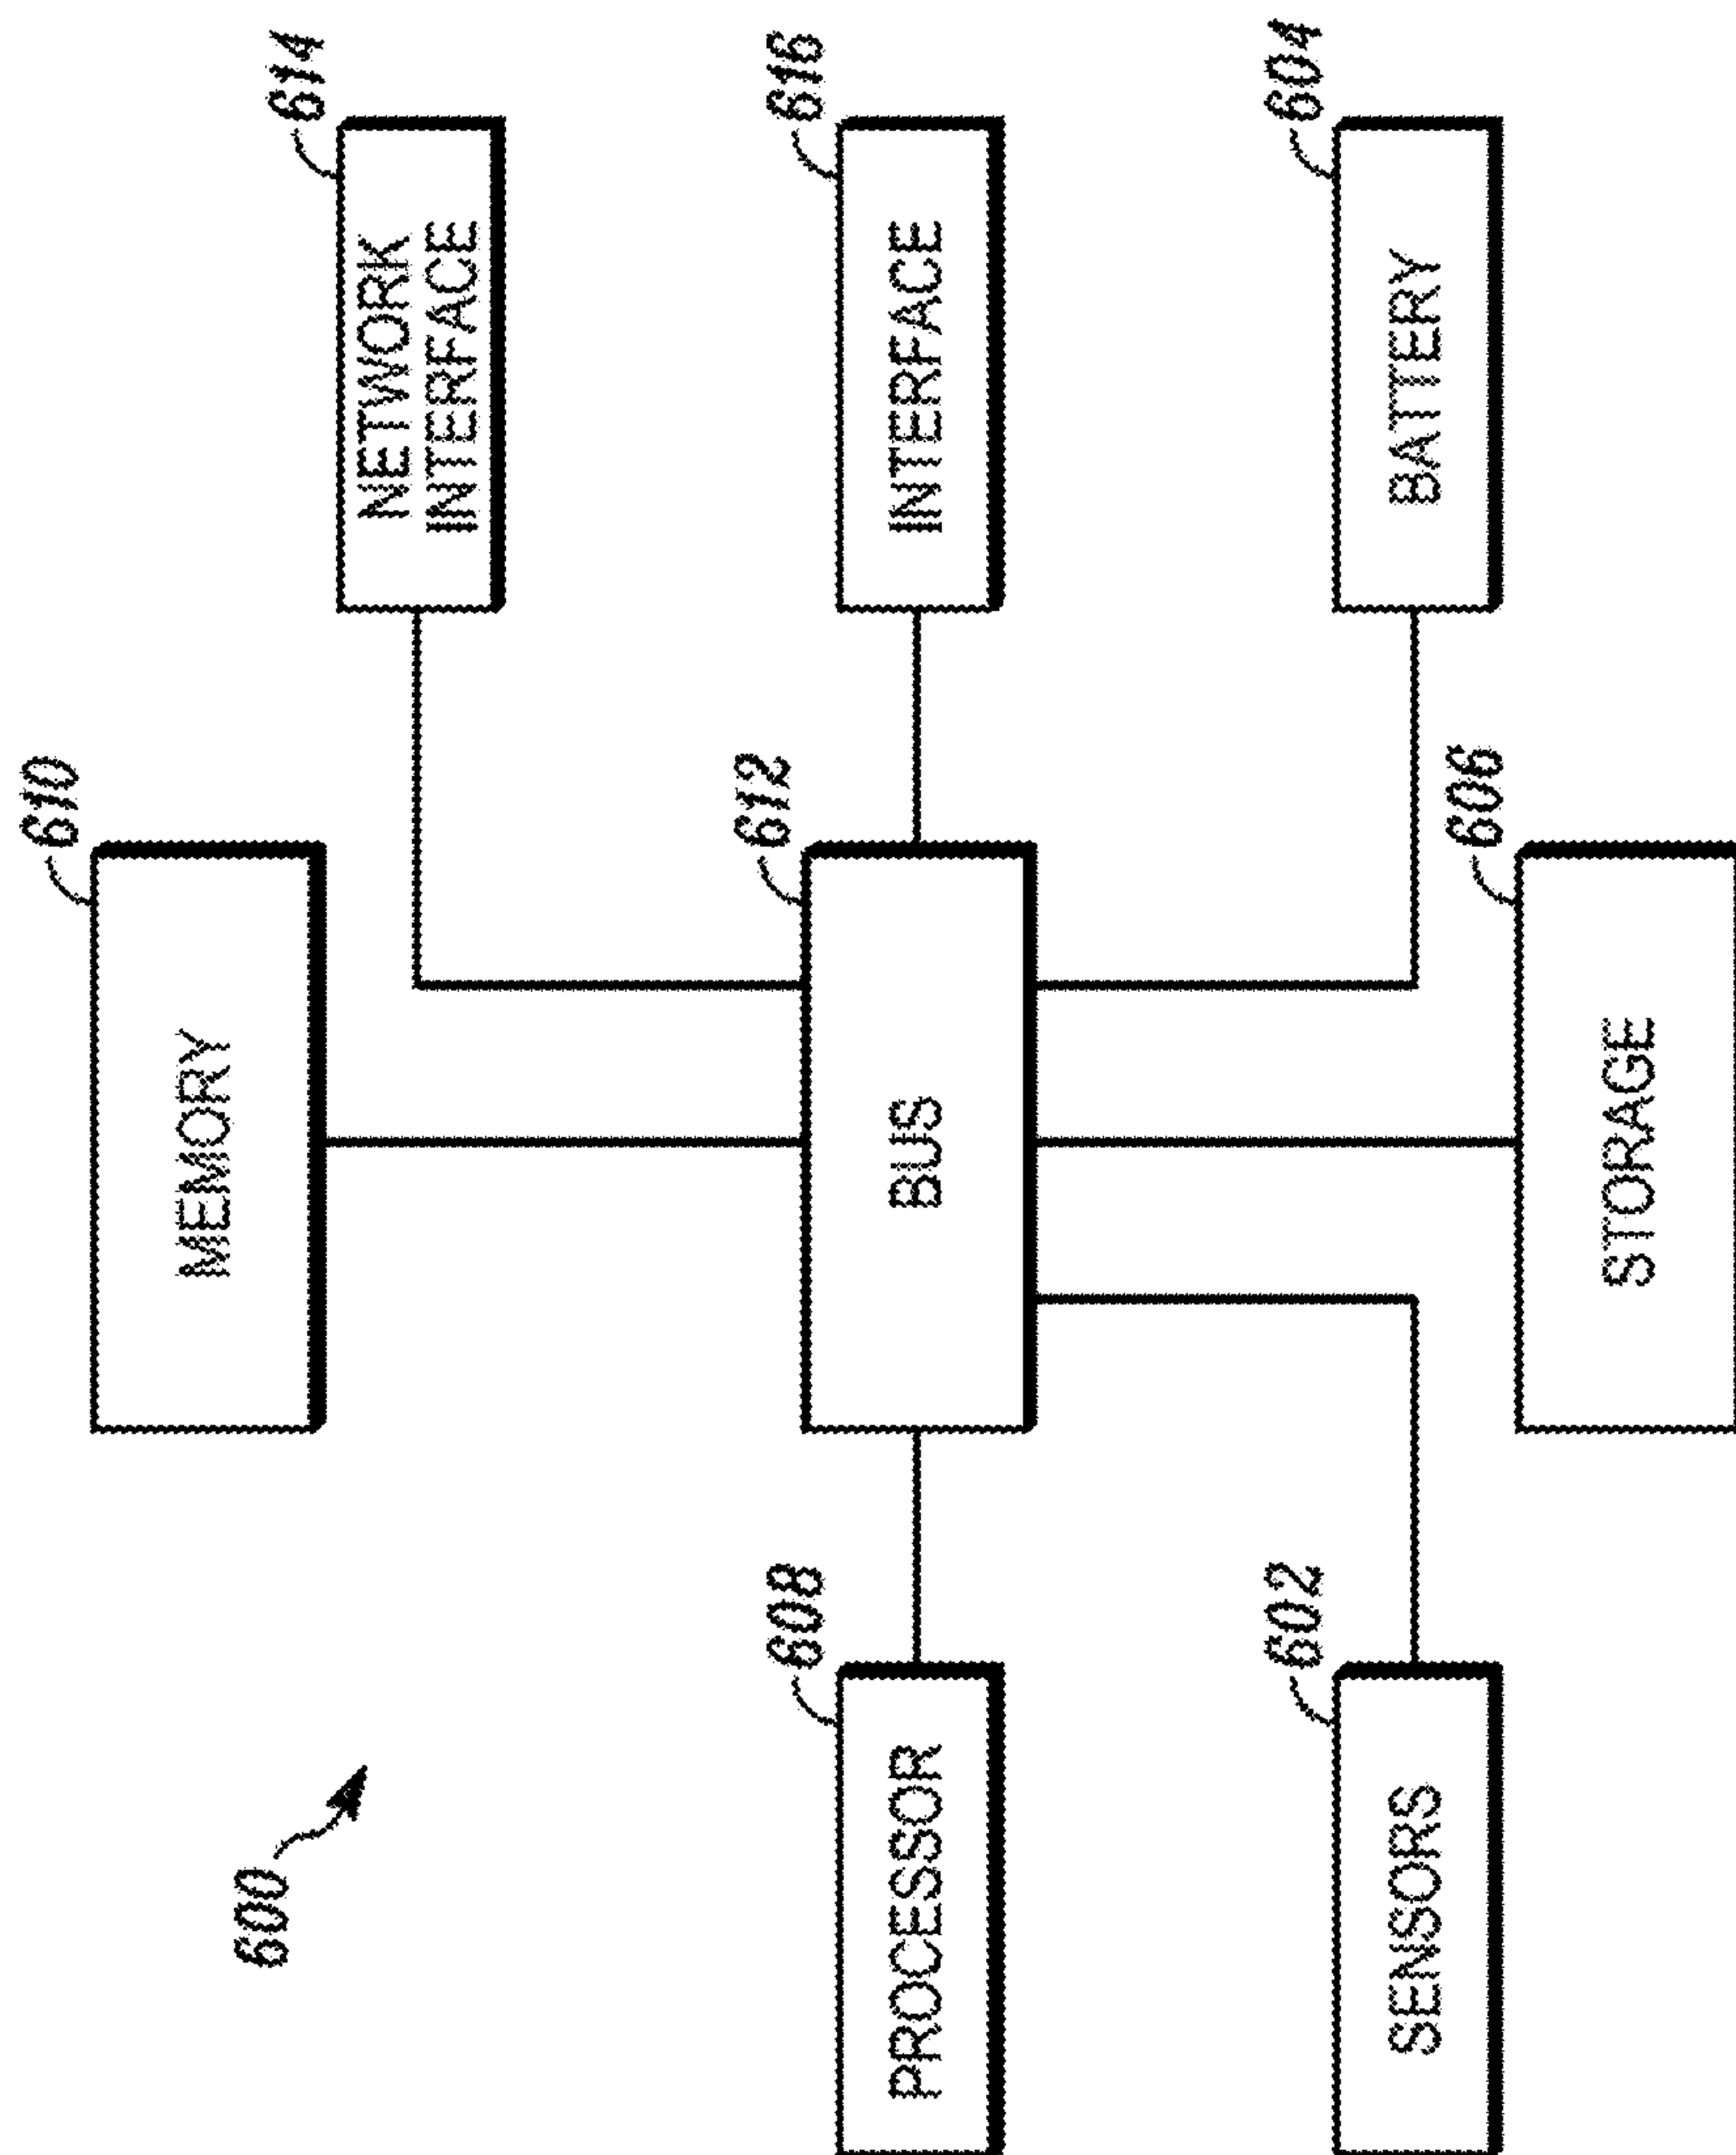 600
610
MEMORY
614
NETWORK
INTERFACE
608
PROCESSOR
612
BUS
616
INTERFACE
602
SENSORS
606
STORAGE
604
BATTERY